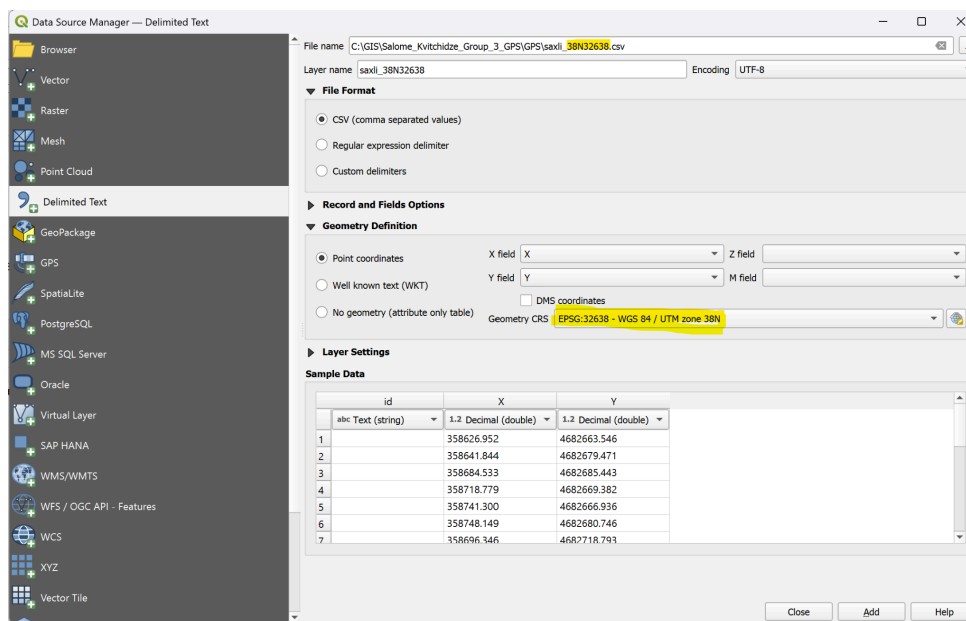 Data Source Manager — Delimited Text
Browser
Vector
Raster
Mesh
Point Cloud
Delimited Text
GeoPackage
GPS
SpatiaLite
PostgreSQL
MS SQL Server
Oracle
Virtual Layer
SAP HANA
WMS/WMTS
WFS / OGC API - Features
WCS
XYZ
Vector Tile
File name C:\GIS\Salome_Kvitchidze_Group_3_GPS\GPS\saxli_38N32638.csv
Layer name saxli_38N32638 Encoding UTF-8
File Format
CSV (comma separated values)
Regular expression delimiter
Custom delimiters
Record and Fields Options
Geometry Definition
Point coordinates X field X Z field
Well known text (WKT) Y field Y M field
DMS coordinates
No geometry (attribute only table) Geometry CRS EPSG:32638 - WGS 84 / UTM zone 38N
Layer Settings
Sample Data
id X Y
abc Text (string) 1.2 Decimal (double) 1.2 Decimal (double)
1 358626.952 4682663.546
2 358641.844 4682679.471
3 358684.533 4682685.443
4 358718.779 4682669.382
5 358741.300 4682666.936
6 358748.149 4682680.746
7 358696.346 4682718.793
Close Add Help